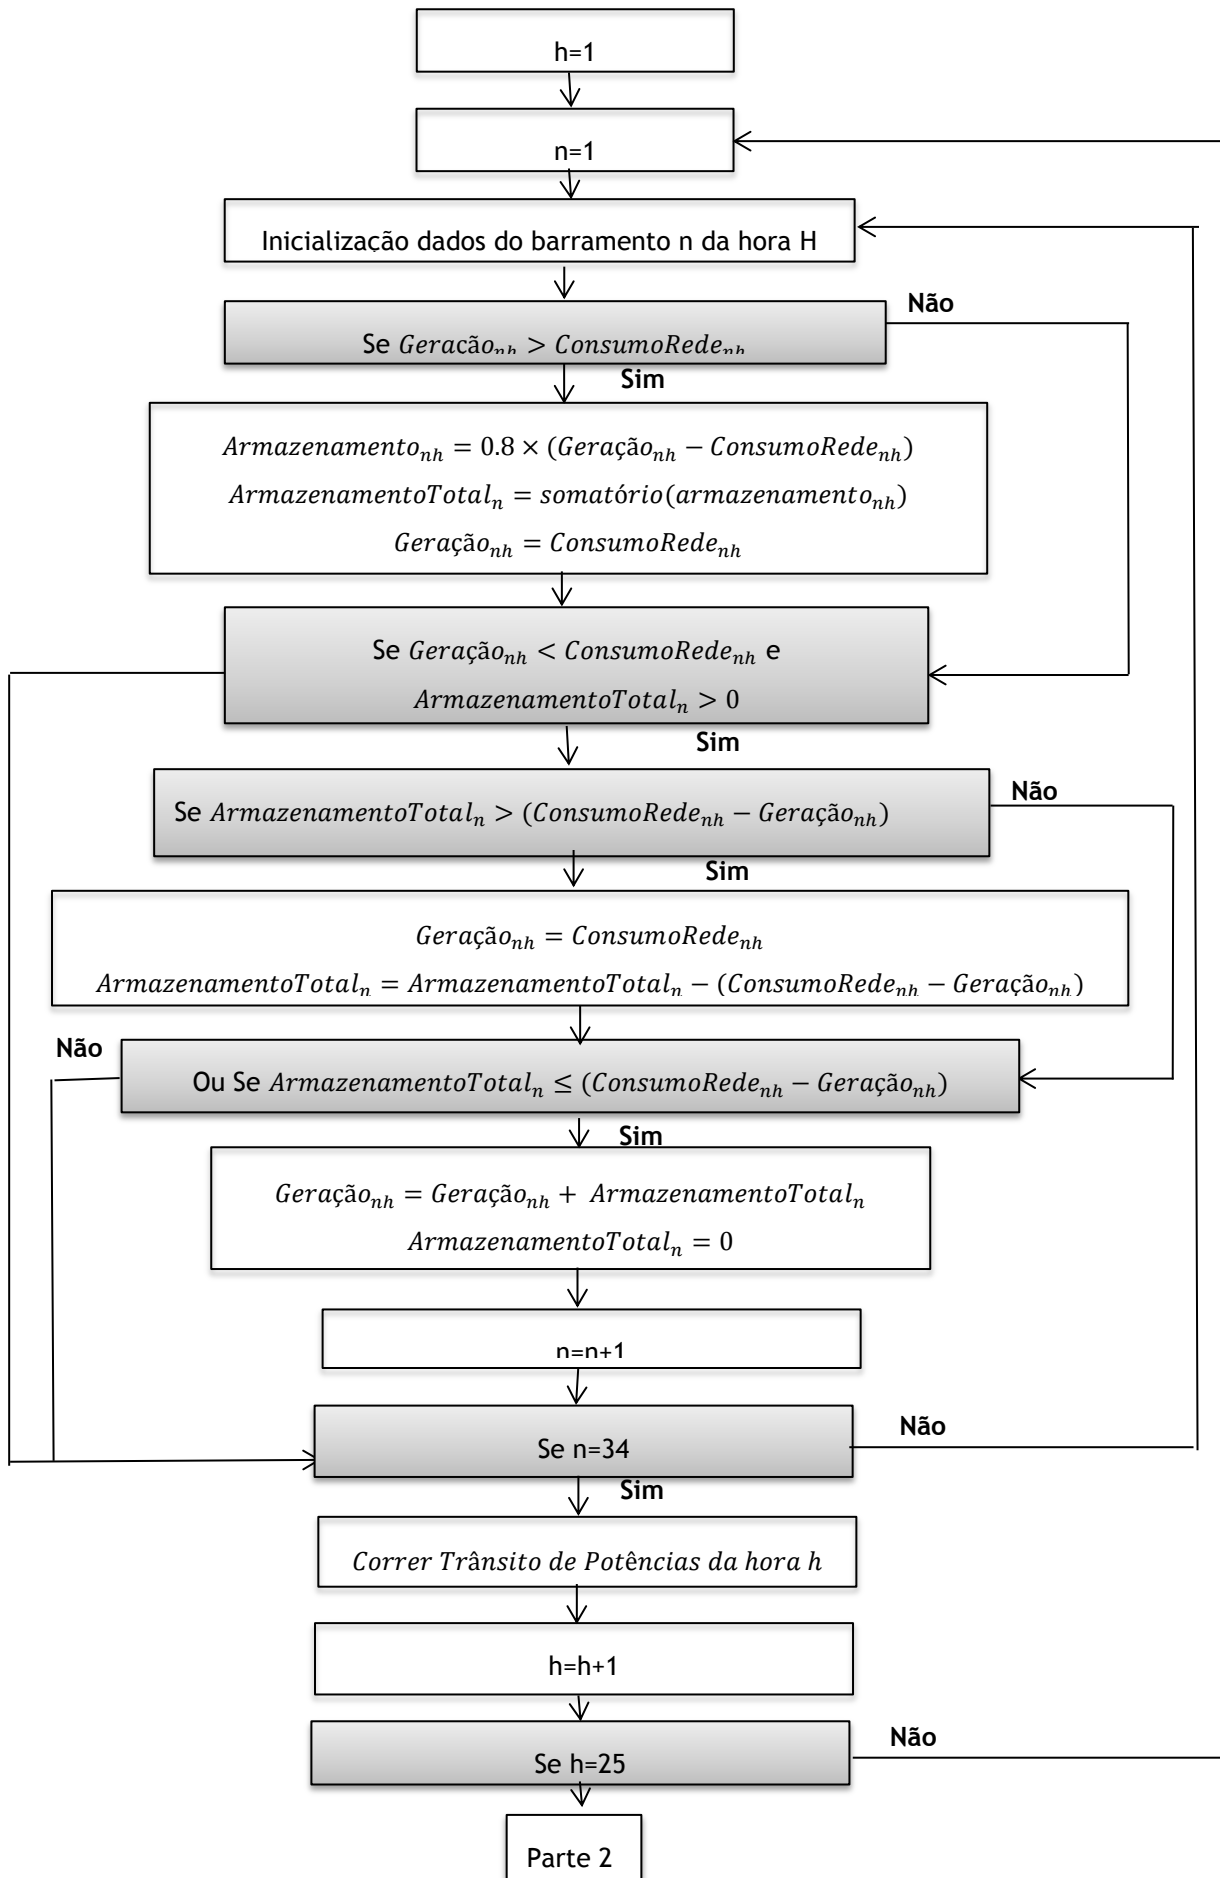 h=1
n=1
Inicialização dados do barramento n da hora H
Não
Se Geração_nh > ConsumoRede_nh
Sim
Armazenamento_nh = 0.8 × (Geração_nh − ConsumoRede_nh)
ArmazenamentoTotal_n = somatório(armazenamento_nh)
Geração_nh = ConsumoRede_nh
Se Geração_nh < ConsumoRede_nh e
ArmazenamentoTotal_n > 0
Sim
Não
Se ArmazenamentoTotal_n > (ConsumoRede_nh − Geração_nh)
Sim
Geração_nh = ConsumoRede_nh
ArmazenamentoTotal_n = ArmazenamentoTotal_n − (ConsumoRede_nh − Geração_nh)
Não
Ou Se ArmazenamentoTotal_n ≤ (ConsumoRede_nh − Geração_nh)
Sim
Geração_nh = Geração_nh + ArmazenamentoTotal_n
ArmazenamentoTotal_n = 0
n=n+1
Não
Se n=34
Sim
Correr Trânsito de Potências da hora h
h=h+1
Não
Se h=25
Parte 2